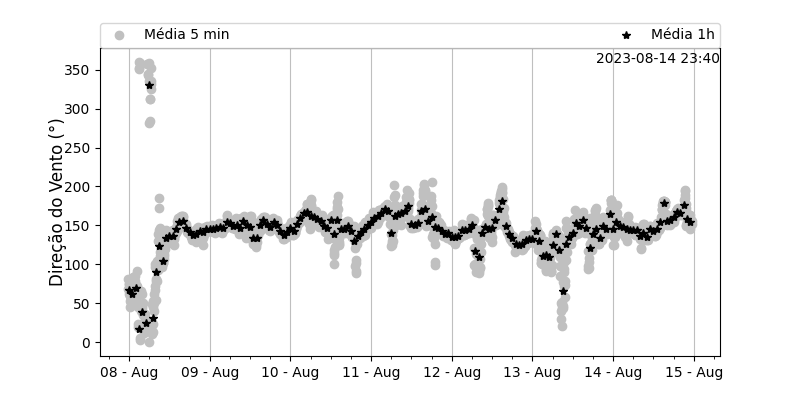 Média 5 min
Média 1h
2023-08-14 23:40
Direção do Vento (°)
350
300
250
200
150
100
50
0
08 - Aug
09 - Aug
10 - Aug
11 - Aug
12 - Aug
13 - Aug
14 - Aug
15 - Aug